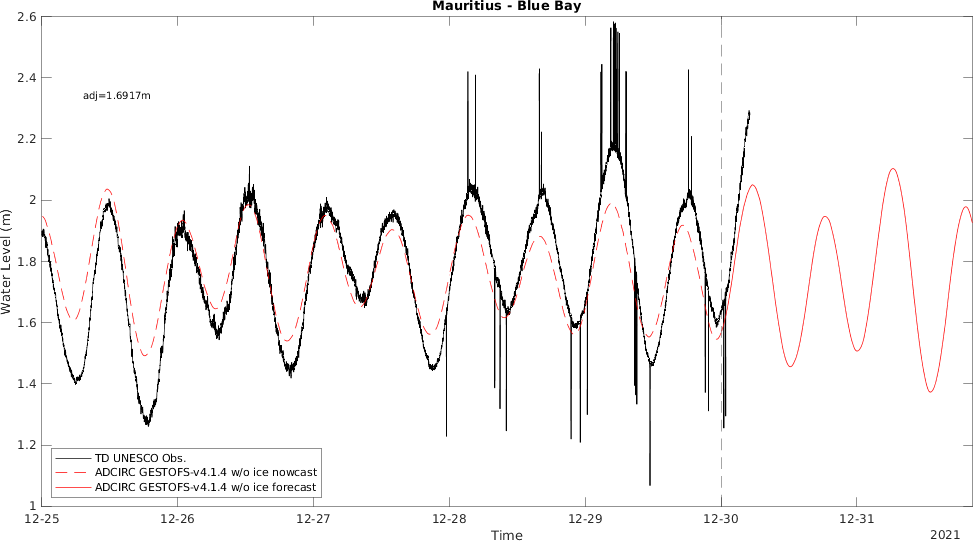 Mauritius - Blue Bay
2.6
2.4
adj=1.6917m
2.2
2
Water Level (m)
1.8
1.6
1.4
1.2
TD UNESCO Obs.
ADCIRC GESTOFS-v4.1.4 w/o ice nowcast
ADCIRC GESTOFS-v4.1.4 w/o ice forecast
1
12-25 12-26 12-27 12-28 12-29 12-30 12-31
Time
2021